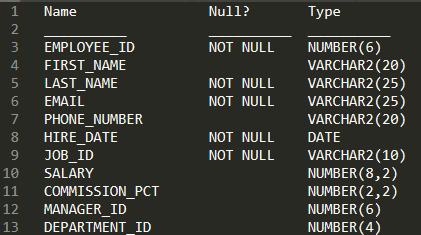 1 Name Null? Type
2 __________ __________ __________
3 EMPLOYEE_ID NOT NULL NUMBER(6)
4 FIRST_NAME VARCHAR2(20)
5 LAST_NAME NOT NULL VARCHAR2(25)
6 EMAIL NOT NULL VARCHAR2(25)
7 PHONE_NUMBER VARCHAR2(20)
8 HIRE_DATE NOT NULL DATE
9 JOB_ID NOT NULL VARCHAR2(10)
10 SALARY NUMBER(8,2)
11 COMMISSION_PCT NUMBER(2,2)
12 MANAGER_ID NUMBER(6)
13 DEPARTMENT_ID NUMBER(4)